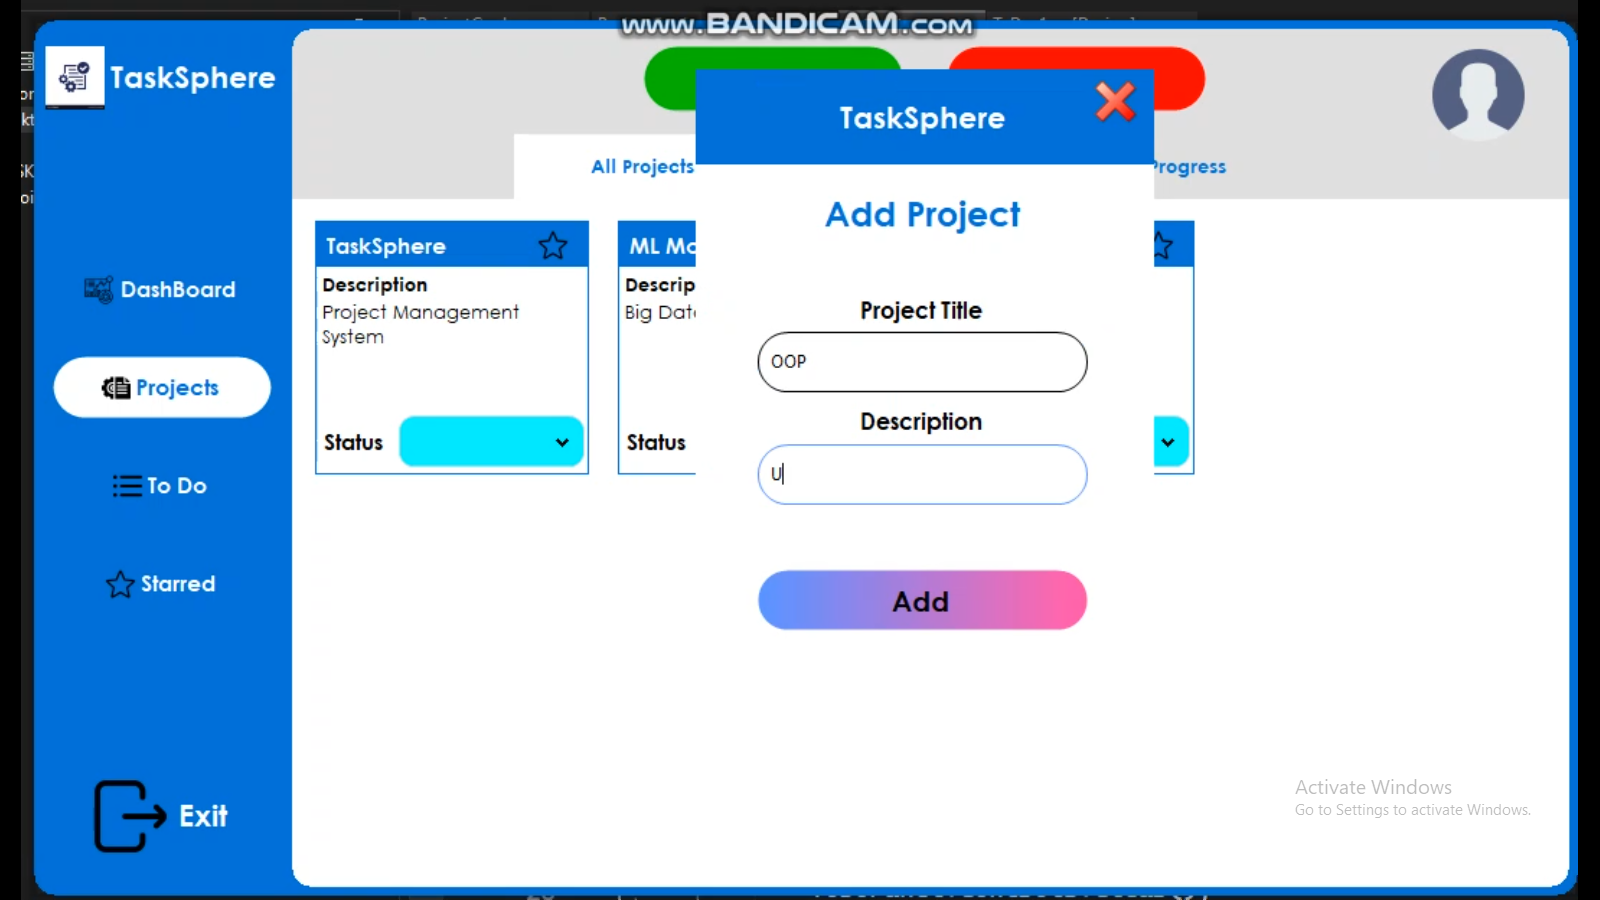 www.BANDICAM.com
TaskSphere
TaskSphere
All Projects
Progress
Add Project
TaskSphere
ML Mo
Description
Descrip
Project Management
System
Big Dat
Project Title
OOP
Description
U
Status
Status
Add
DashBoard
Projects
To Do
Starred
Exit
Activate Windows
Go to Settings to activate Windows.